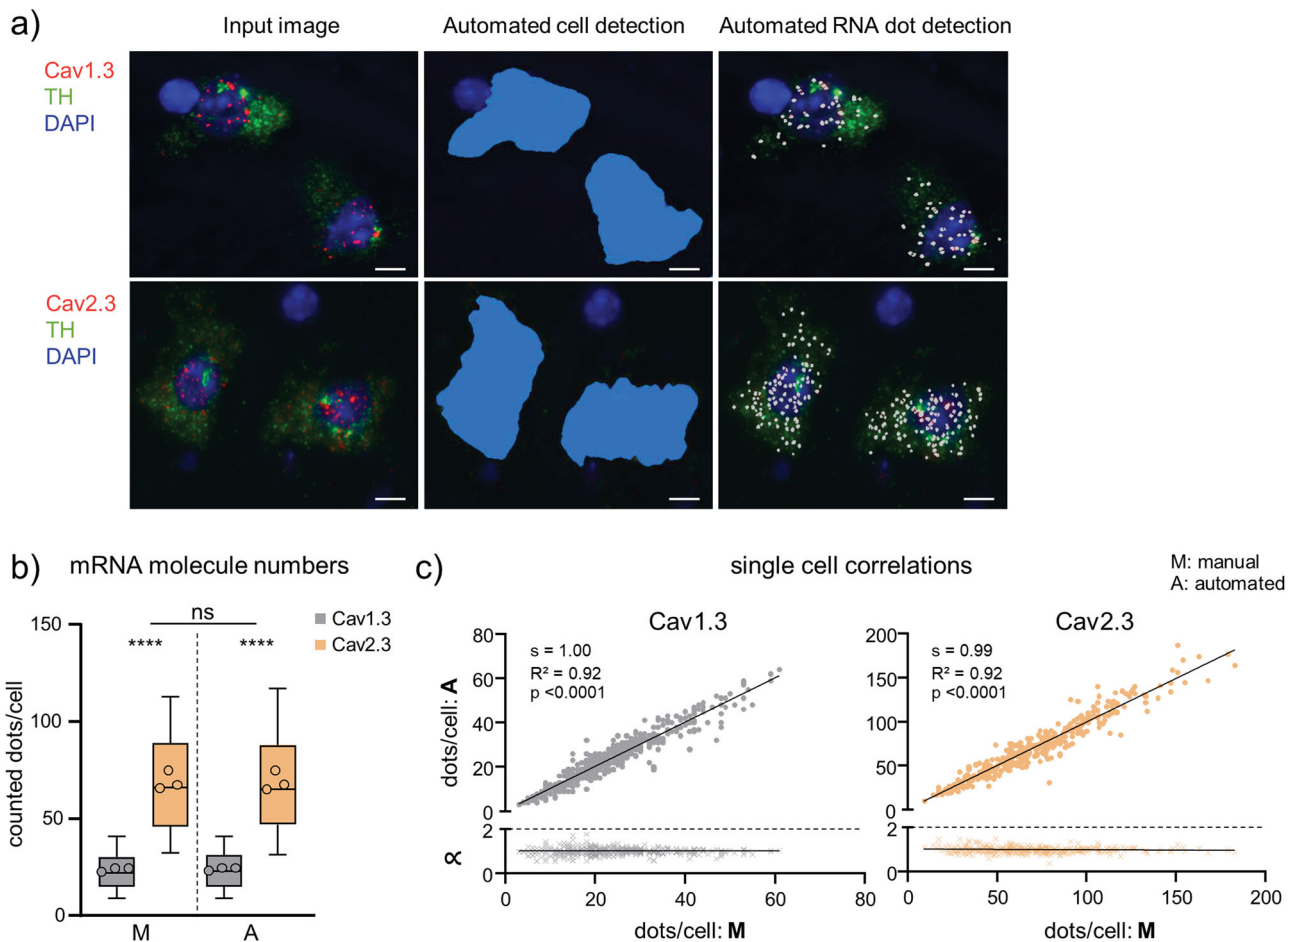 a)
Input image
Automated cell detection
Automated RNA dot detection
Cav1.3
TH
DAPI
Cav2.3
TH
DAPI
b)
mRNA molecule numbers
ns
Cav1.3
Cav2.3
****
****
150
100
50
0
counted dots/cell
M
A
c)
single cell correlations
M: manual
A: automated
Cav1.3
s = 1.00
R² = 0.92
p <0.0001
80
60
40
20
0
dots/cell: A
2
0
∝
0
20
40
60
80
dots/cell: M
Cav2.3
s = 0.99
R² = 0.92
p <0.0001
200
150
100
50
0
2
0
0
50
100
150
200
dots/cell: M